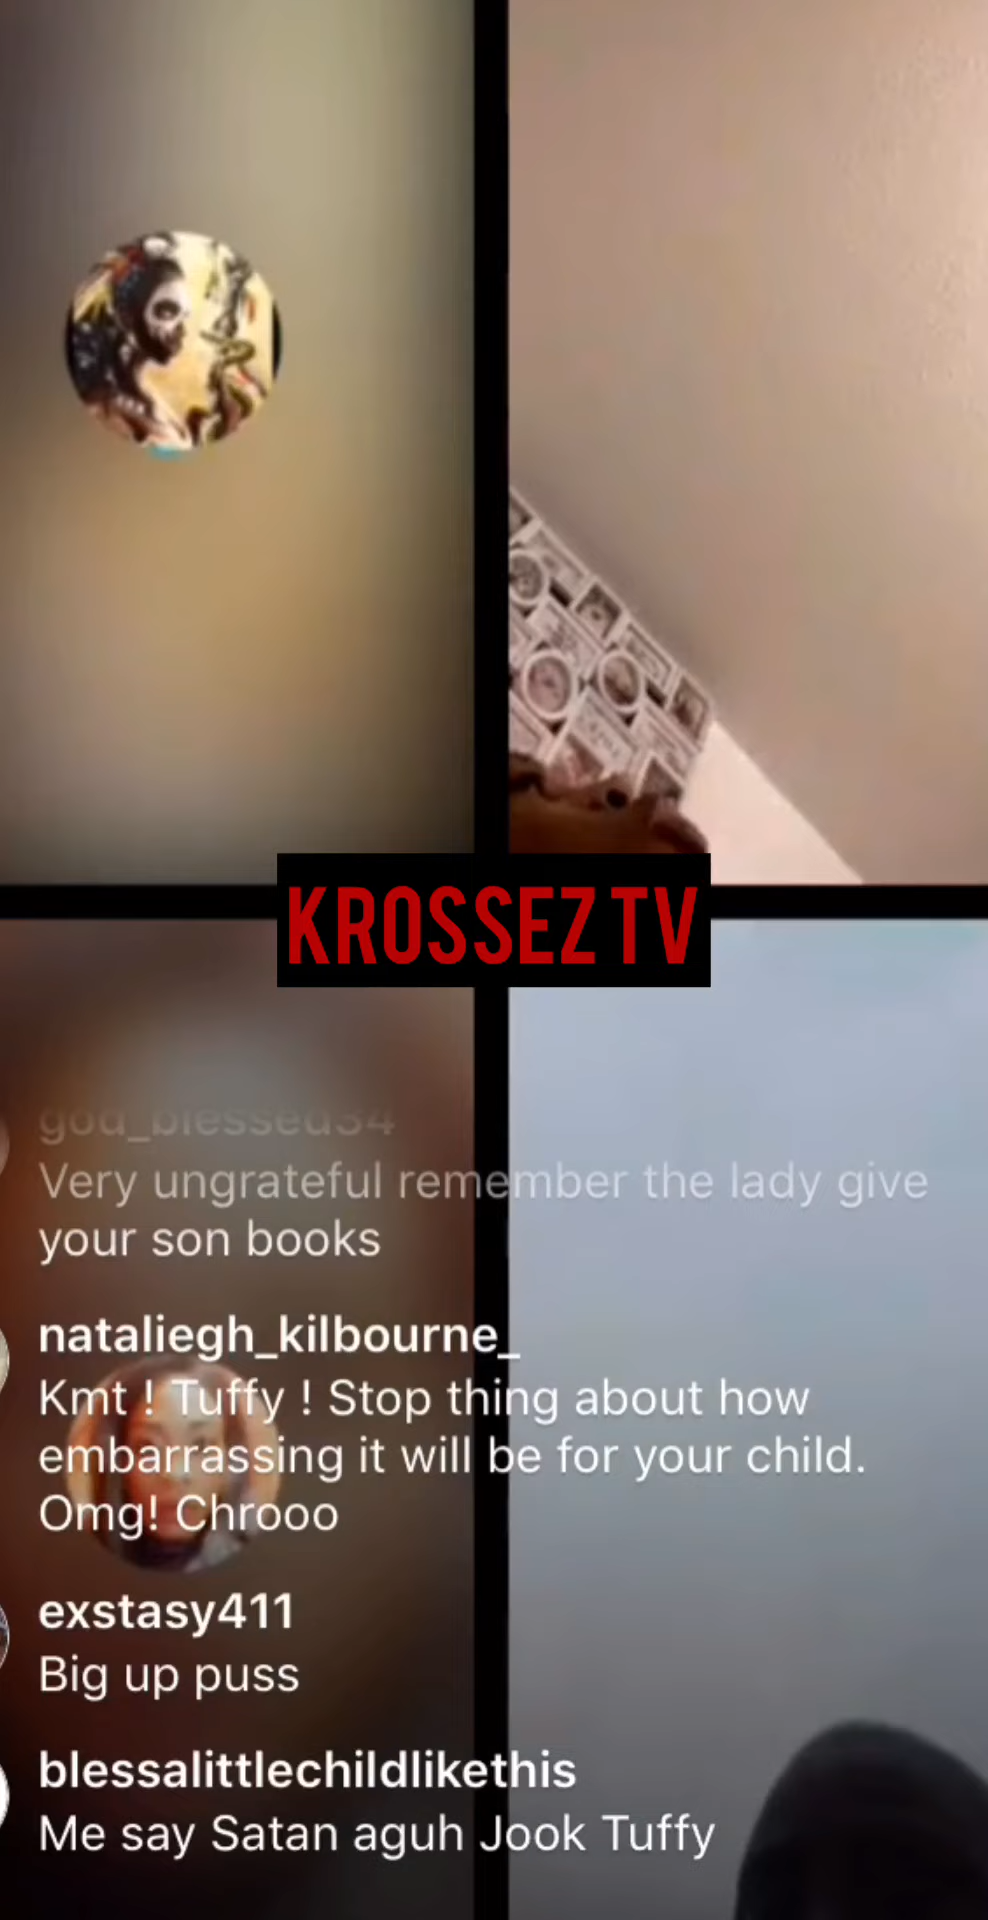 KROSSEZ TV
god_blessed34
Very ungrateful remember the lady give
your son books
nataliegh_kilbourne_
Kmt ! Tuffy ! Stop thing about how
embarrassing it will be for your child.
Omg! Chrooo
exstasy411
Big up puss
blessalittlechildlikethis
Me say Satan aguh Jook Tuffy